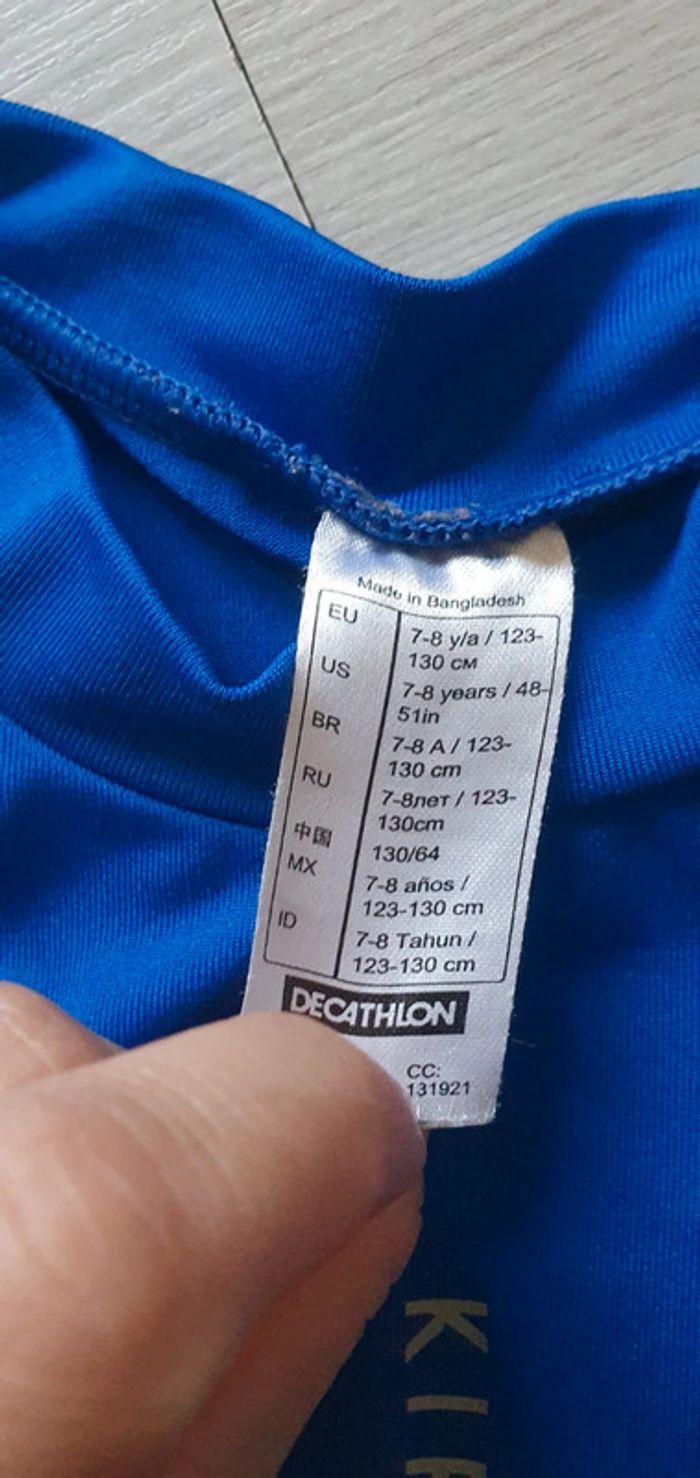 Made in Bangladesh
EU 7-8 y/a / 123-
130 см
US 7-8 years / 48-
51in
BR 7-8 A / 123-
130 cm
RU 7-8лет / 123-
130cm
中国 130/64
MX 7-8 años /
123-130 cm
ID 7-8 Tahun /
123-130 cm
DECATHLON
CC:
131921
KI